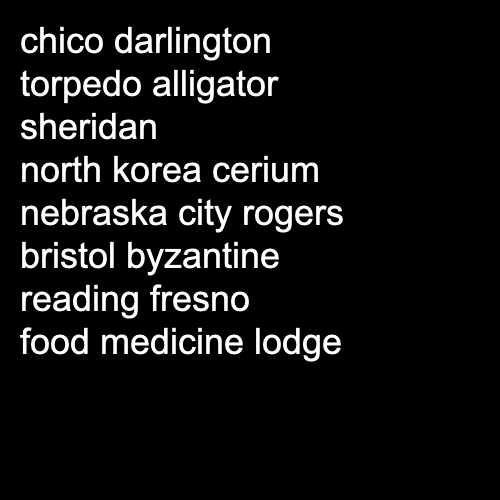 chico darlington
torpedo alligator
sheridan
north korea cerium
nebraska city rogers
bristol byzantine
reading fresno
food medicine lodge